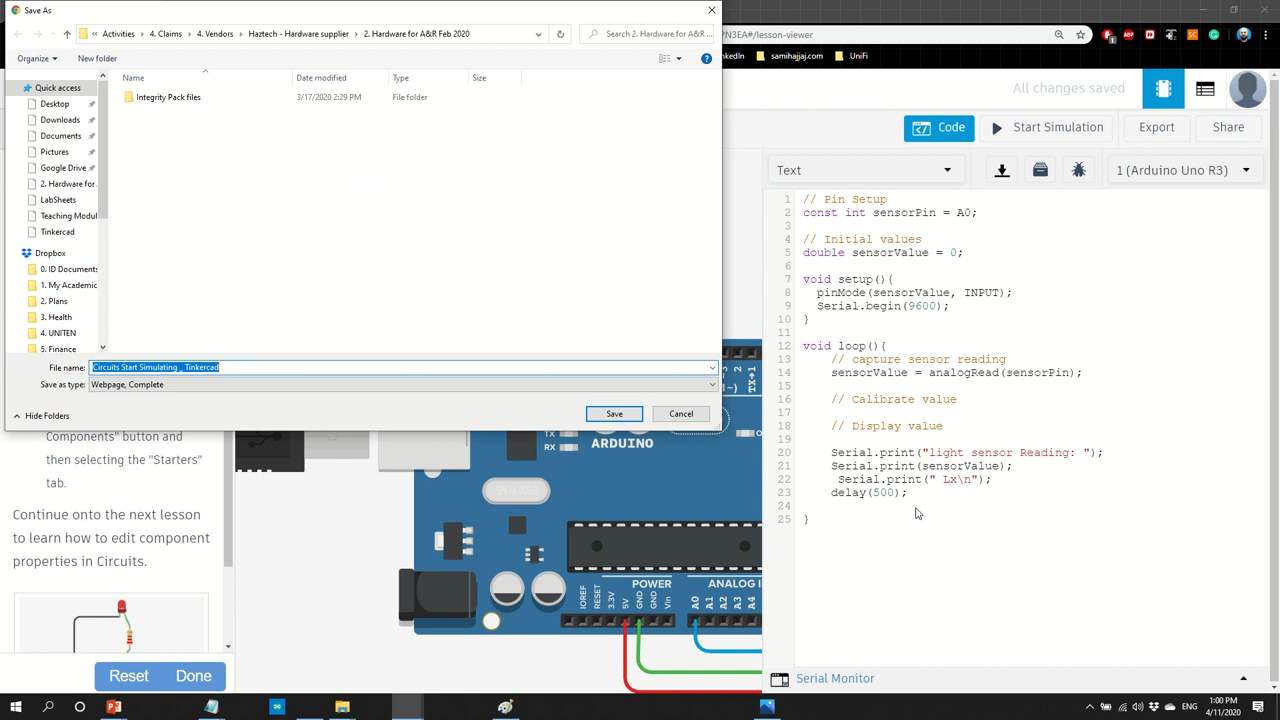 Save As
« Activities › 4. Claims › 4. Vendors › Haztech - Hardware supplier › 2. Hardware for A&R Feb 2020
Search 2. Hardware for A&R ...
PN3EA#/lesson-viewer
nkedIn
samihajjaj.com
UniFi
Organize
New folder
Name
Date modified
Type
Size
Integrity Pack files
3/17/2020 2:29 PM
File folder
Quick access
Desktop
Downloads
Documents
Pictures
Google Drive
2. Hardware for
LabSheets
Teaching Modul
Tinkercad
Dropbox
0. ID Documents
1. My Academic
2. Plans
3. Health
4. UNITEN
5. Finance
File name:
Circuits Start Simulating _ Tinkercad
Save as type:
Webpage, Complete
Hide Folders
Save
Cancel
All changes saved
Code
Start Simulation
Export
Share
Text
1 (Arduino Uno R3)
1 // Pin Setup
2 const int sensorPin = A0;
3
4 // Initial values
5 double sensorValue = 0;
6
7 void setup(){
8 pinMode(sensorValue, INPUT);
9 Serial.begin(9600);
10 }
11
12 void loop(){
13 // capture sensor reading
14 sensorValue = analogRead(sensorPin);
15
16 // Calibrate value
17
18 // Display value
19
20 Serial.print("light sensor Reading: ");
21 Serial.print(sensorValue);
22 Serial.print(" Lx\n");
23 delay(500);
24
25 }
Components" button and
then selecting the "Starters"
tab.
Continue onto the next lesson
to learn how to edit component
properties in Circuits.
Reset
Done
2
TX→1
TX
RX
ARDUINO
IOREF
RESET
3.3V
5V
GND
GND
Vin
POWER
ANALOG I
A0
A1
A2
A3
A4
Serial Monitor
ENG
1:00 PM
4/11/2020